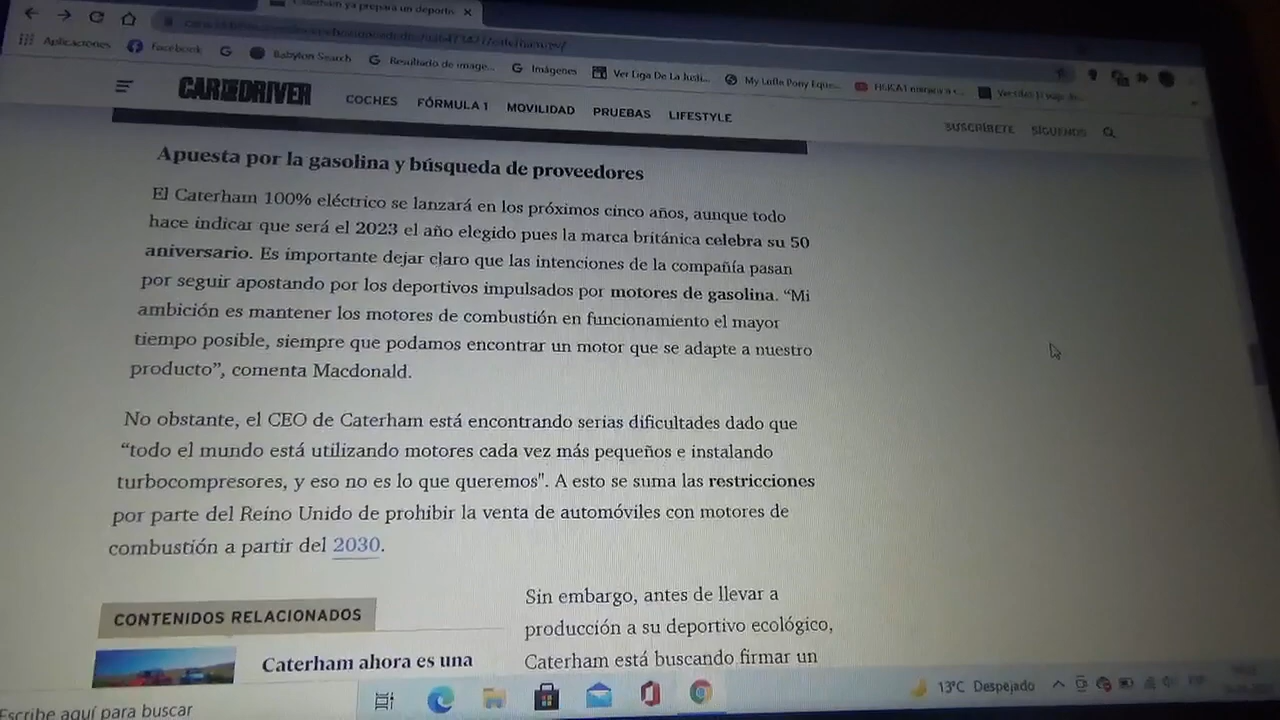 Caterham ya prepara un deporti
Aplicaciones Facebook Babylon Search Resultado de image... Imágenes Ver Liga De La Justi... My Little Pony Eque...
CAR AND DRIVER COCHES FÓRMULA 1 MOVILIDAD PRUEBAS LIFESTYLE SUSCRÍBETE SÍGUENOS
Apuesta por la gasolina y búsqueda de proveedores
El Caterham 100% eléctrico se lanzará en los próximos cinco años, aunque todo
hace indicar que será el 2023 el año elegido pues la marca británica celebra su 50
aniversario. Es importante dejar claro que las intenciones de la compañía pasan
por seguir apostando por los deportivos impulsados por motores de gasolina. “Mi
ambición es mantener los motores de combustión en funcionamiento el mayor
tiempo posible, siempre que podamos encontrar un motor que se adapte a nuestro
producto”, comenta Macdonald.
No obstante, el CEO de Caterham está encontrando serias dificultades dado que
“todo el mundo está utilizando motores cada vez más pequeños e instalando
turbocompresores, y eso no es lo que queremos". A esto se suma las restricciones
por parte del Reino Unido de prohibir la venta de automóviles con motores de
combustión a partir del 2030.
CONTENIDOS RELACIONADOS
Caterham ahora es una
Sin embargo, antes de llevar a
producción a su deportivo ecológico,
Caterham está buscando firmar un
Escribe aquí para buscar
13°C Despejado